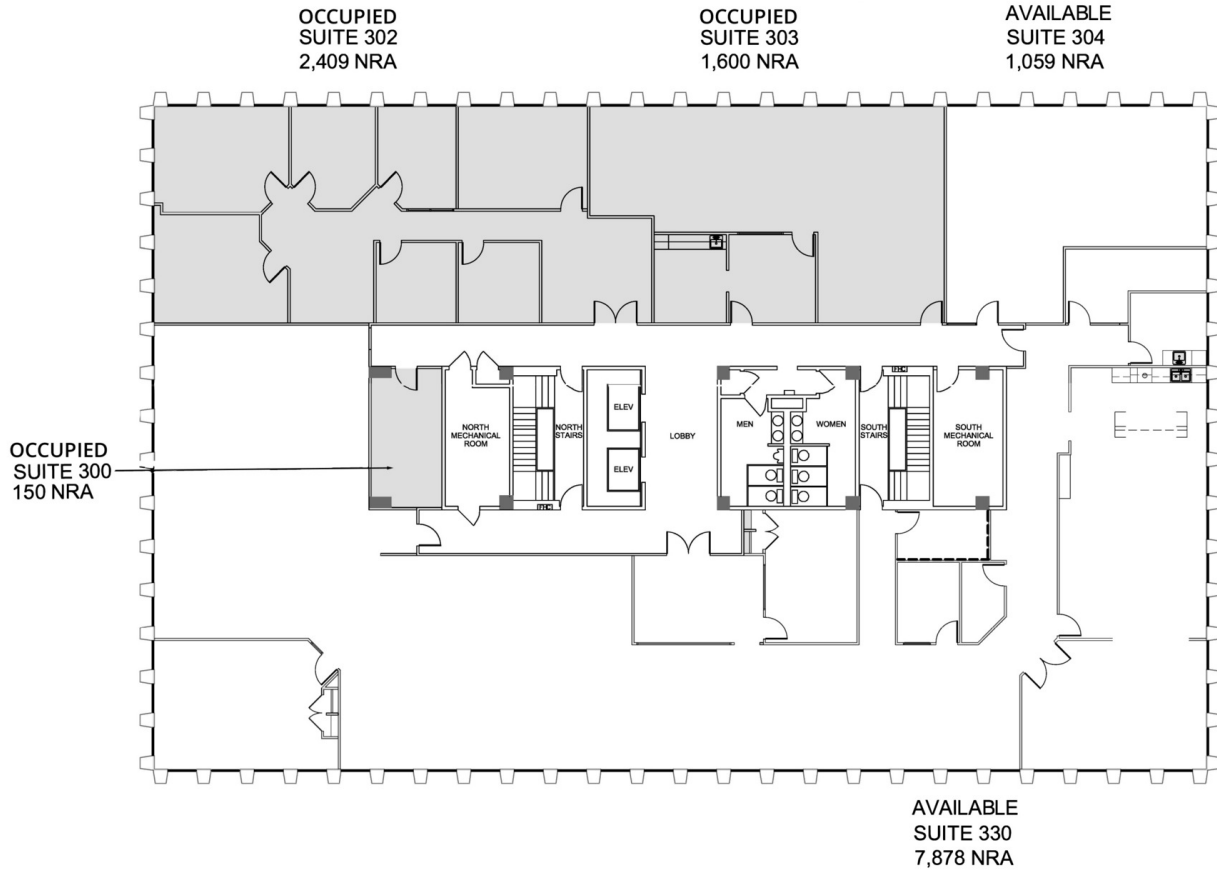 OCCUPIED
SUITE 302
2,409 NRA
OCCUPIED
SUITE 303
1,600 NRA
AVAILABLE
SUITE 304
1,059 NRA
OCCUPIED
SUITE 300
150 NRA
NORTH
MECHANICAL
ROOM
NORTH
STAIRS
ELEV
ELEV
LOBBY
MEN
WOMEN
FHC
SOUTH
STAIRS
SOUTH
MECHANICAL
ROOM
FHC
AVAILABLE
SUITE 330
7,878 NRA